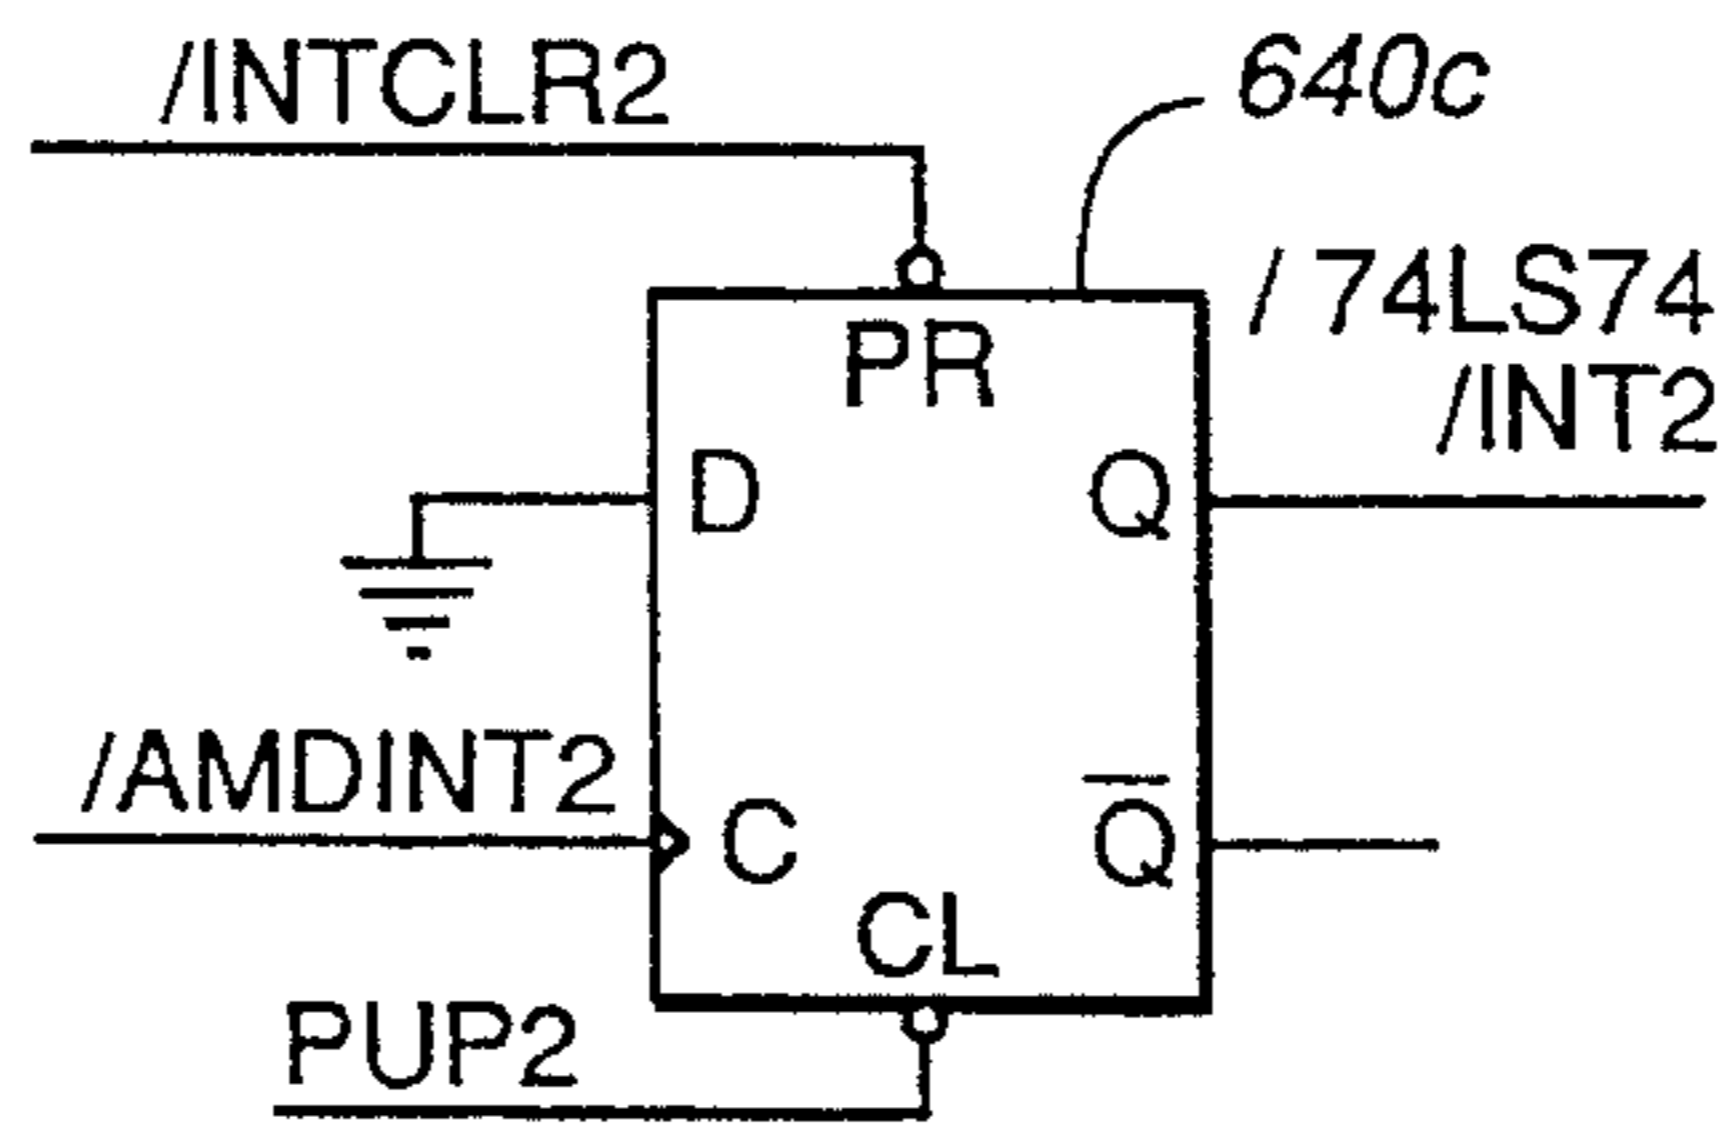 /INTCLR2
640c
/ 74LS74
PR
/INT2
D
Q
/AMDINT2
C
Q̅
CL
PUP2